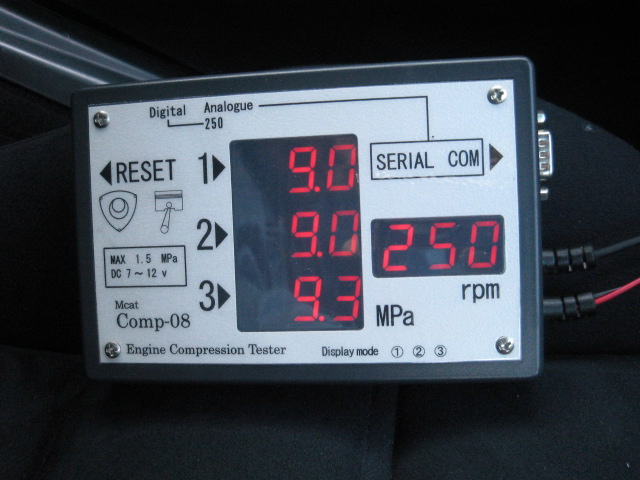 Digital Analogue
250
RESET 1 9.0 SERIAL COM
2 9.0 250
MAX 1.5 MPa
DC 7～12 v
rpm
3 9.3 MPa
Mcat
Comp-08
Engine Compression Tester Display mode ① ② ③